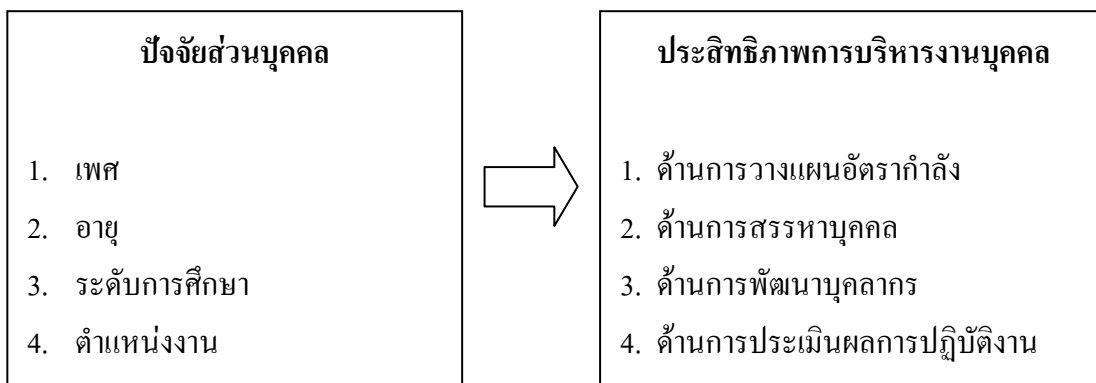 ปัจจัยส่วนบุคคล
1. เพศ
2. อายุ
3. ระดับการศึกษา
4. ตำแหน่งงาน
ประสิทธิภาพการบริหารงานบุคคล
1. ด้านการวางแผนอัตรากำลัง
2. ด้านการสรรหาบุคคล
3. ด้านการพัฒนาบุคลากร
4. ด้านการประเมินผลการปฏิบัติงาน